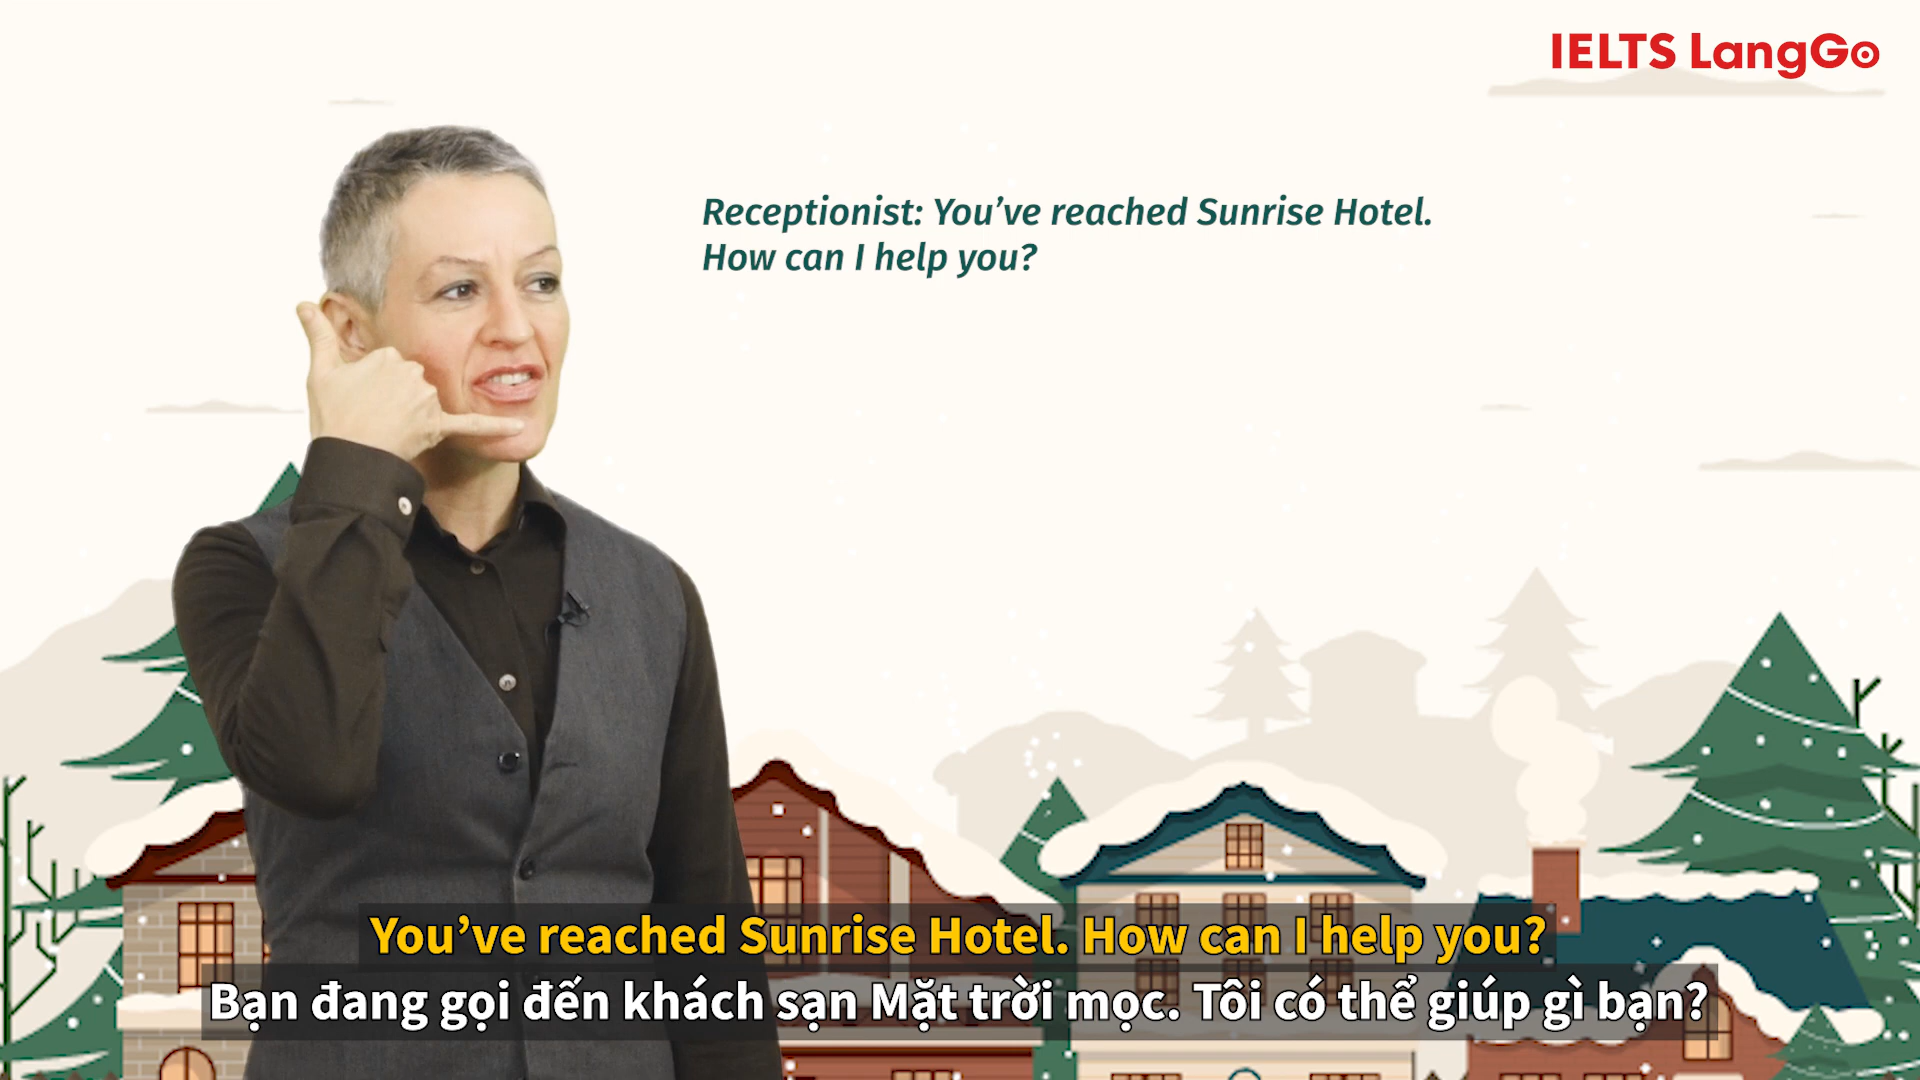 IELTS LangGo
Receptionist: You’ve reached Sunrise Hotel.
How can I help you?
You’ve reached Sunrise Hotel. How can I help you?
Bạn đang gọi đến khách sạn Mặt trời mọc. Tôi có thể giúp gì bạn?